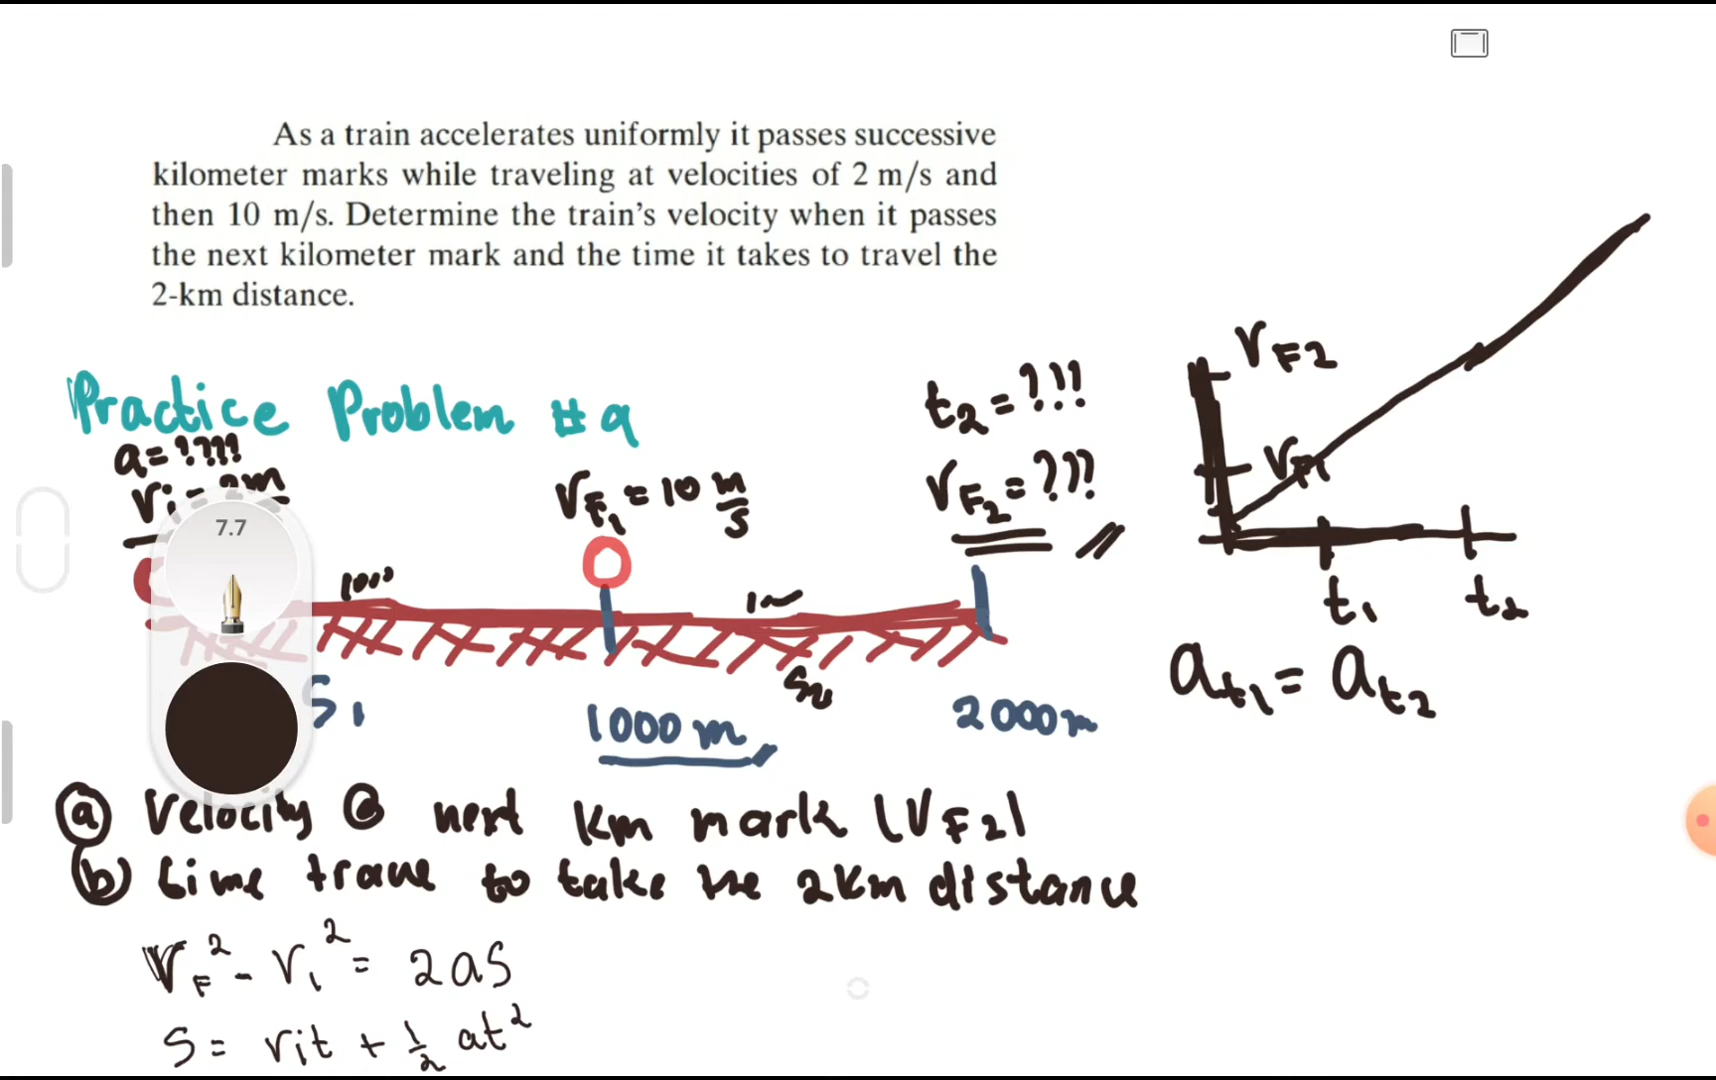 As a train accelerates uniformly it passes successive
kilometer marks while traveling at velocities of 2 m/s and
then 10 m/s. Determine the train's velocity when it passes
the next kilometer mark and the time it takes to travel the
2-km distance.
Practice Problem #9
a=????
t2=?!!
VF2
Vi
VF1=10 m/s
VF2=???
VF1
7.7
1000
t1 t2
at1=at2
S1
1000 m
S2
2000m
(a) Velocity @ next Km mark (VF2)
(b) time to take the 2Km distance
VF²-Vi²=2aS
S=Vit+½at²